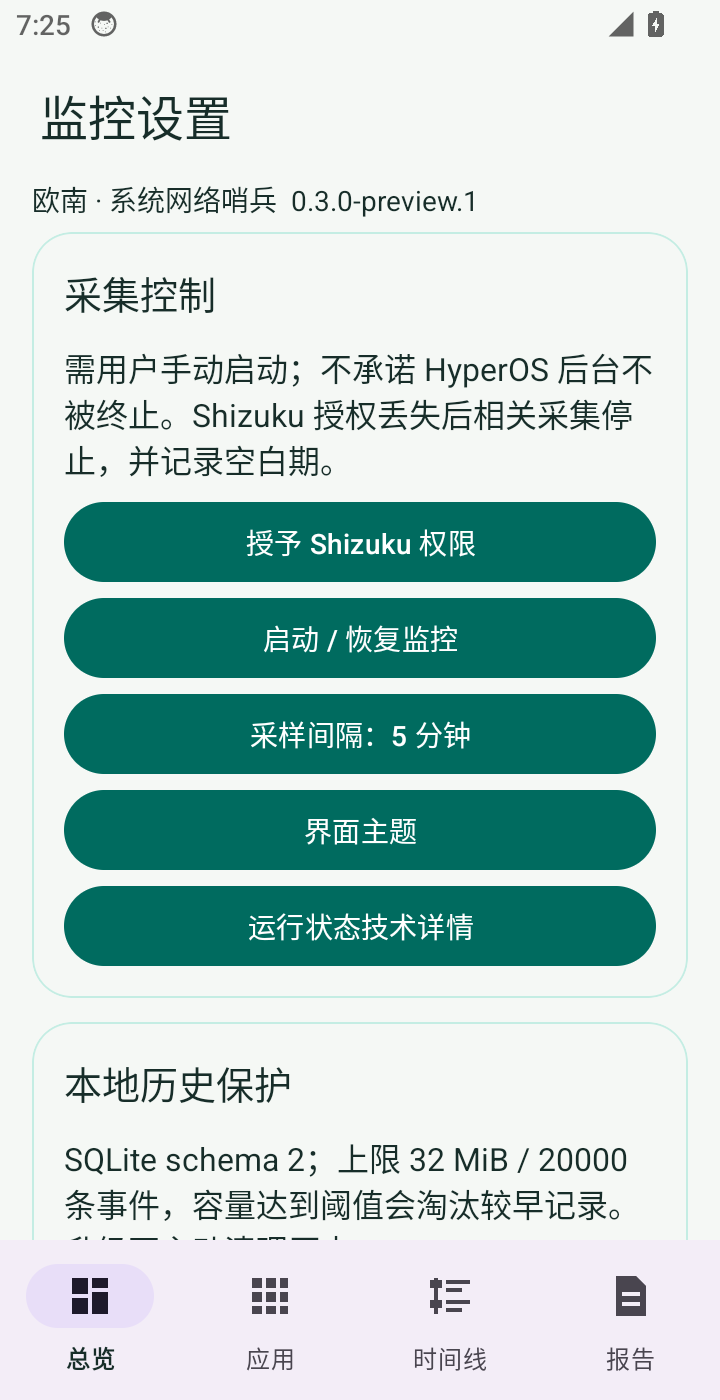 7:25
监控设置
欧南 · 系统网络哨兵 0.3.0-preview.1
采集控制
需用户手动启动；不承诺 HyperOS 后台不
被终止。Shizuku 授权丢失后相关采集停
止，并记录空白期。
授予 Shizuku 权限
启动 / 恢复监控
采样间隔：5 分钟
界面主题
运行状态技术详情
本地历史保护
SQLite schema 2；上限 32 MiB / 20000
条事件，容量达到阈值会淘汰较早记录。
总览
应用
时间线
报告